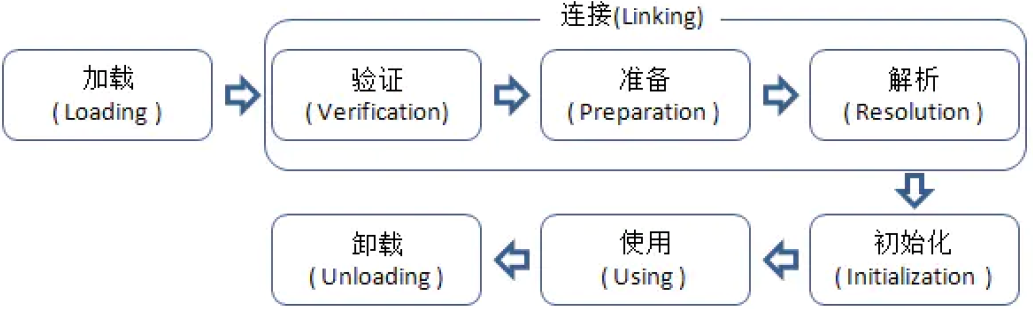 连接(Linking)
加载
( Loading )
验证
( Verification)
准备
( Preparation )
解析
( Resolution )
初始化
( Initialization )
使用
( Using )
卸载
( Unloading )